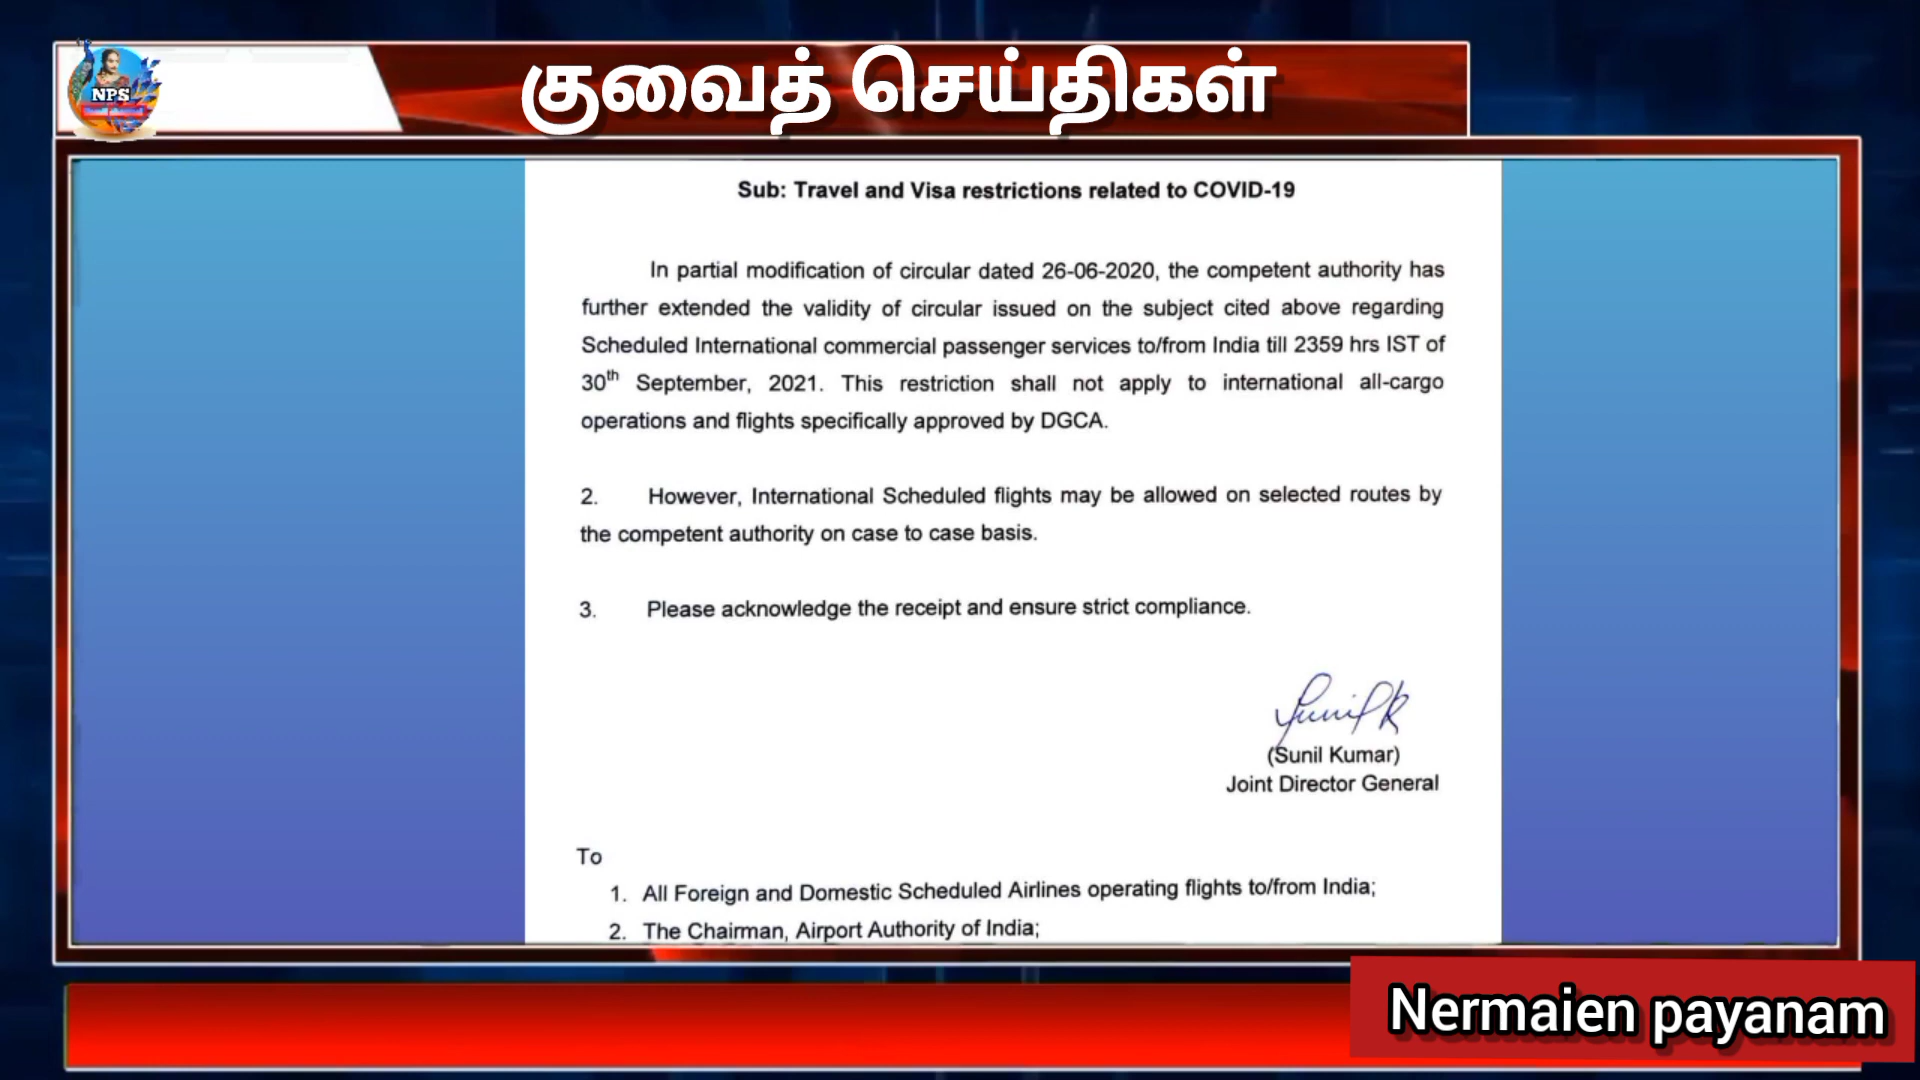 NPS
குவைத் செய்திகள்
Sub: Travel and Visa restrictions related to COVID-19
In partial modification of circular dated 26-06-2020, the competent authority has
further extended the validity of circular issued on the subject cited above regarding
Scheduled International commercial passenger services to/from India till 2359 hrs IST of
30th September, 2021. This restriction shall not apply to international all-cargo
operations and flights specifically approved by DGCA.
2. However, International Scheduled flights may be allowed on selected routes by
the competent authority on case to case basis.
3. Please acknowledge the receipt and ensure strict compliance.
Sunil K
(Sunil Kumar)
Joint Director General
To
1. All Foreign and Domestic Scheduled Airlines operating flights to/from India;
2. The Chairman, Airport Authority of India;
Nermaien payanam